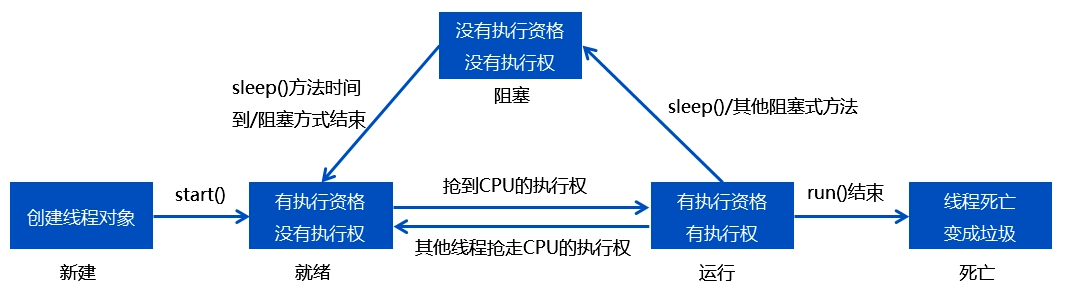 没有执行资格
没有执行权
阻塞
sleep()方法时间
到/阻塞方式结束
sleep()/其他阻塞式方法
创建线程对象
新建
start()
有执行资格
没有执行权
就绪
抢到CPU的执行权
其他线程抢走CPU的执行权
有执行资格
有执行权
运行
run()结束
线程死亡
变成垃圾
死亡